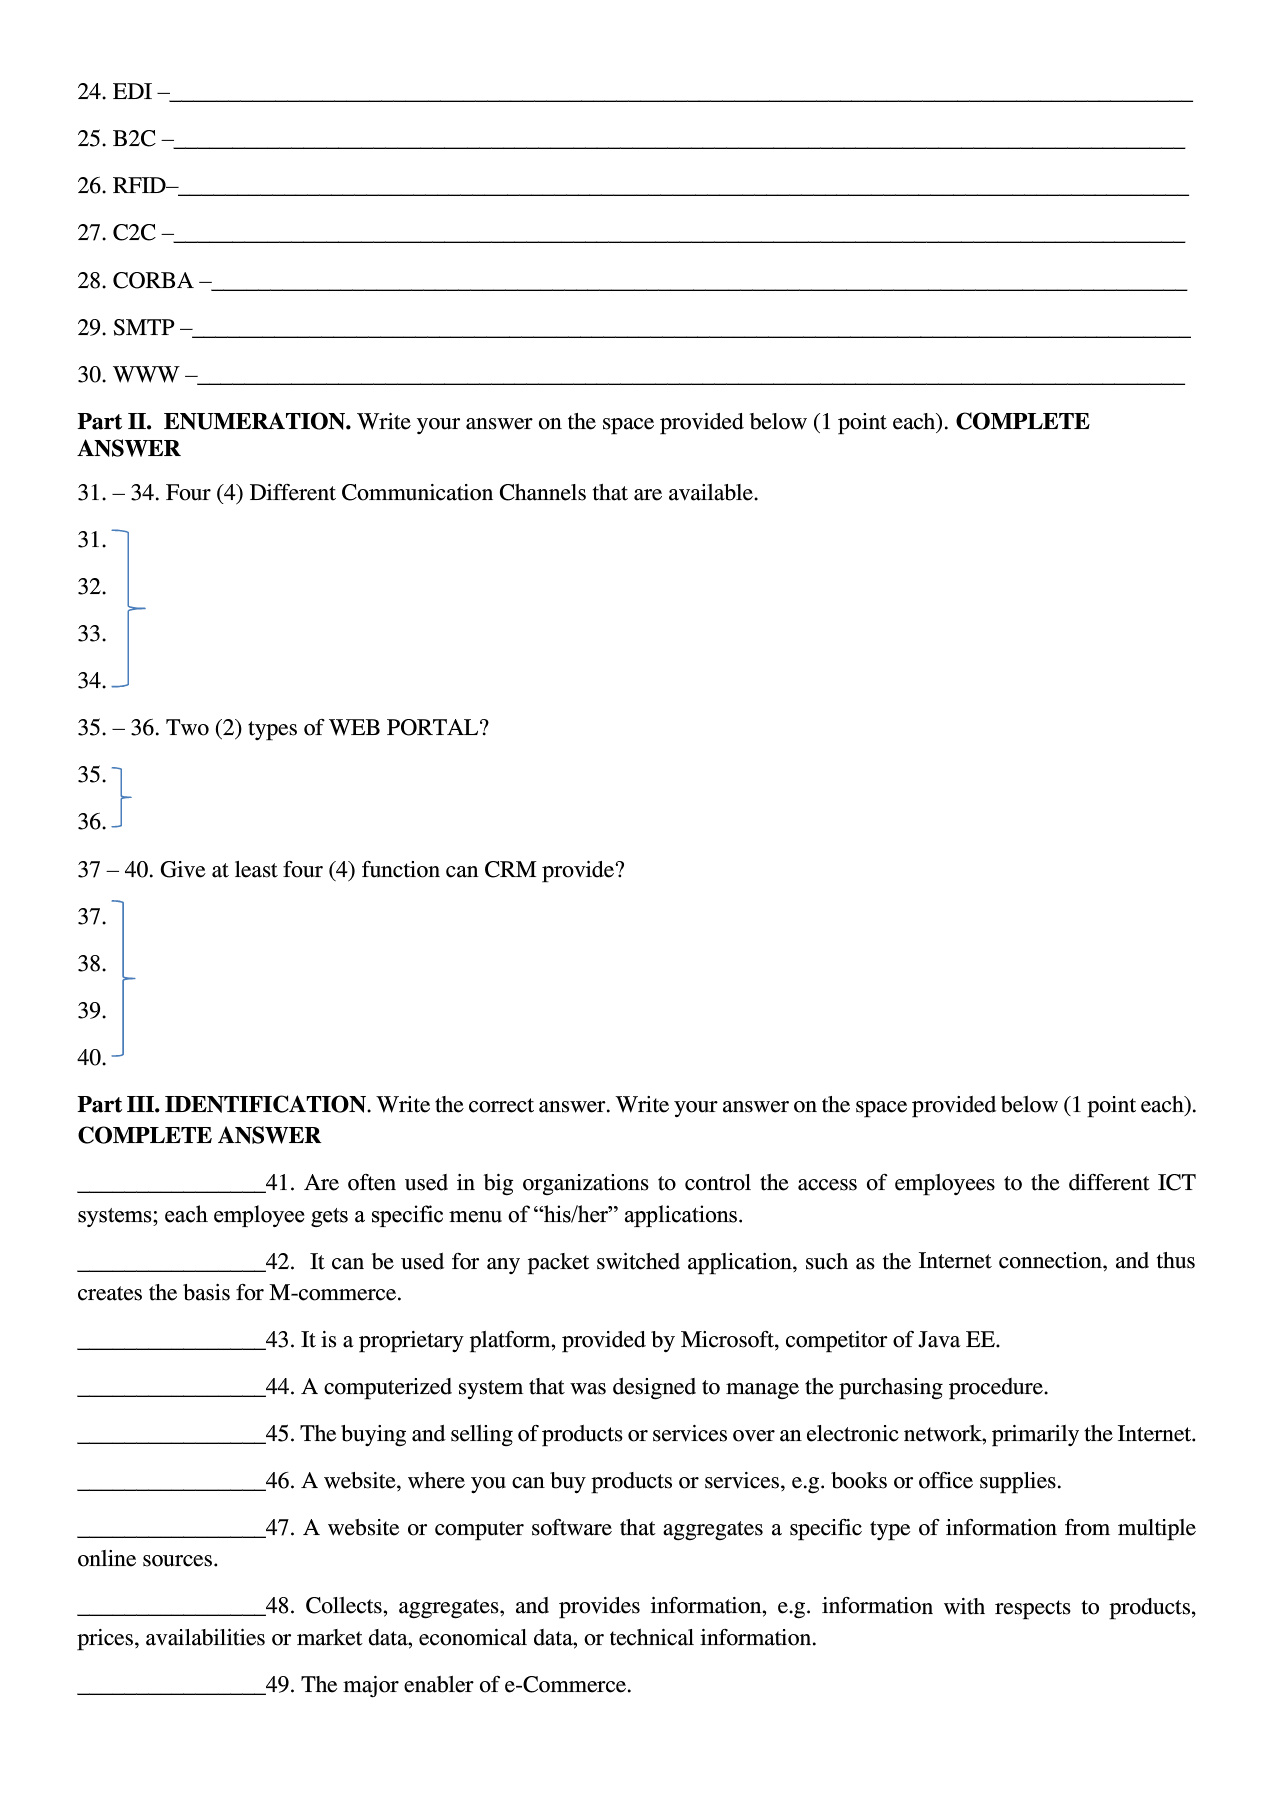 24. EDI –____________________
25. B2C –____________________
26. RFID–____________________
27. C2C –____________________
28. CORBA –____________________
29. SMTP –____________________
30. WWW –____________________
Part II. ENUMERATION. Write your answer on the space provided below (1 point each). COMPLETE
ANSWER
31. – 34. Four (4) Different Communication Channels that are available.
31.
32.
33.
34.
35. – 36. Two (2) types of WEB PORTAL?
35.
36.
37 – 40. Give at least four (4) function can CRM provide?
37.
38.
39.
40.
Part III. IDENTIFICATION. Write the correct answer. Write your answer on the space provided below (1 point each).
COMPLETE ANSWER
________________41. Are often used in big organizations to control the access of employees to the different ICT
systems; each employee gets a specific menu of “his/her” applications.
________________42. It can be used for any packet switched application, such as the Internet connection, and thus
creates the basis for M-commerce.
________________43. It is a proprietary platform, provided by Microsoft, competitor of Java EE.
________________44. A computerized system that was designed to manage the purchasing procedure.
________________45. The buying and selling of products or services over an electronic network, primarily the Internet.
________________46. A website, where you can buy products or services, e.g. books or office supplies.
________________47. A website or computer software that aggregates a specific type of information from multiple
online sources.
________________48. Collects, aggregates, and provides information, e.g. information with respects to products,
prices, availabilities or market data, economical data, or technical information.
________________49. The major enabler of e-Commerce.